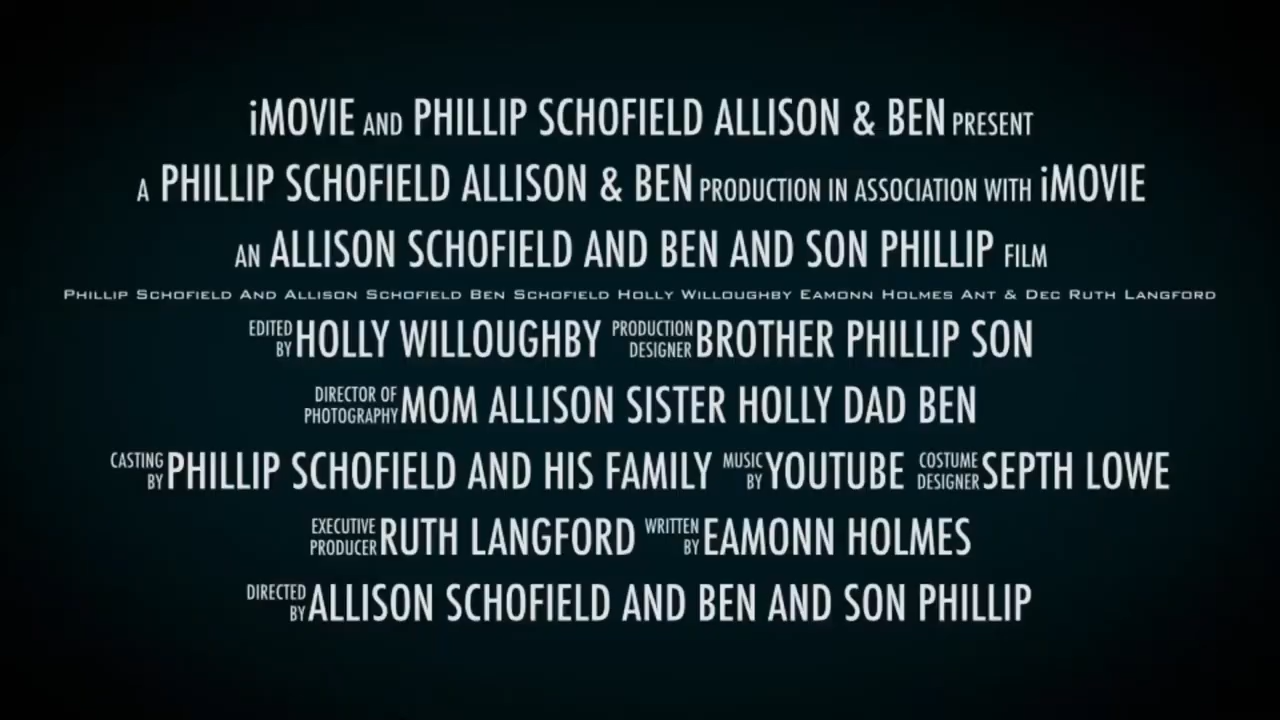 iMOVIE AND PHILLIP SCHOFIELD ALLISON & BEN PRESENT
A PHILLIP SCHOFIELD ALLISON & BEN PRODUCTION IN ASSOCIATION WITH iMOVIE
AN ALLISON SCHOFIELD AND BEN AND SON PHILLIP FILM
Phillip Schofield And Allison Schofield Ben Schofield Holly Willoughby Eamonn Holmes Ant & Dec Ruth Langford
EDITED BY HOLLY WILLOUGHBY PRODUCTION DESIGNER BROTHER PHILLIP SON
DIRECTOR OF PHOTOGRAPHY MOM ALLISON SISTER HOLLY DAD BEN
CASTING BY PHILLIP SCHOFIELD AND HIS FAMILY MUSIC BY YOUTUBE COSTUME DESIGNER SEPTH LOWE
EXECUTIVE PRODUCER RUTH LANGFORD WRITTEN BY EAMONN HOLMES
DIRECTED BY ALLISON SCHOFIELD AND BEN AND SON PHILLIP